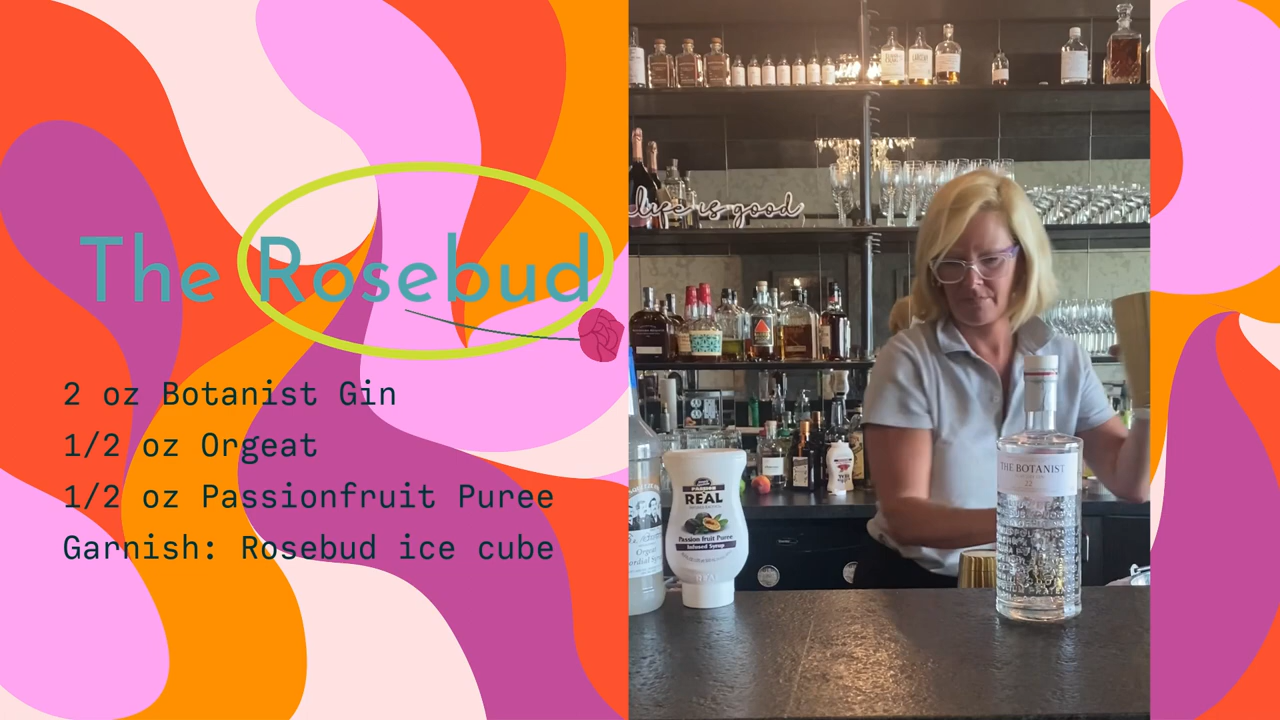 The Rosebud
2 oz Botanist Gin
1/2 oz Orgeat
1/2 oz Passionfruit Puree
Garnish: Rosebud ice cube
life is good
REAL
Passion fruit Puree
Infused Syrup
Orgeat
THE BOTANIST
22